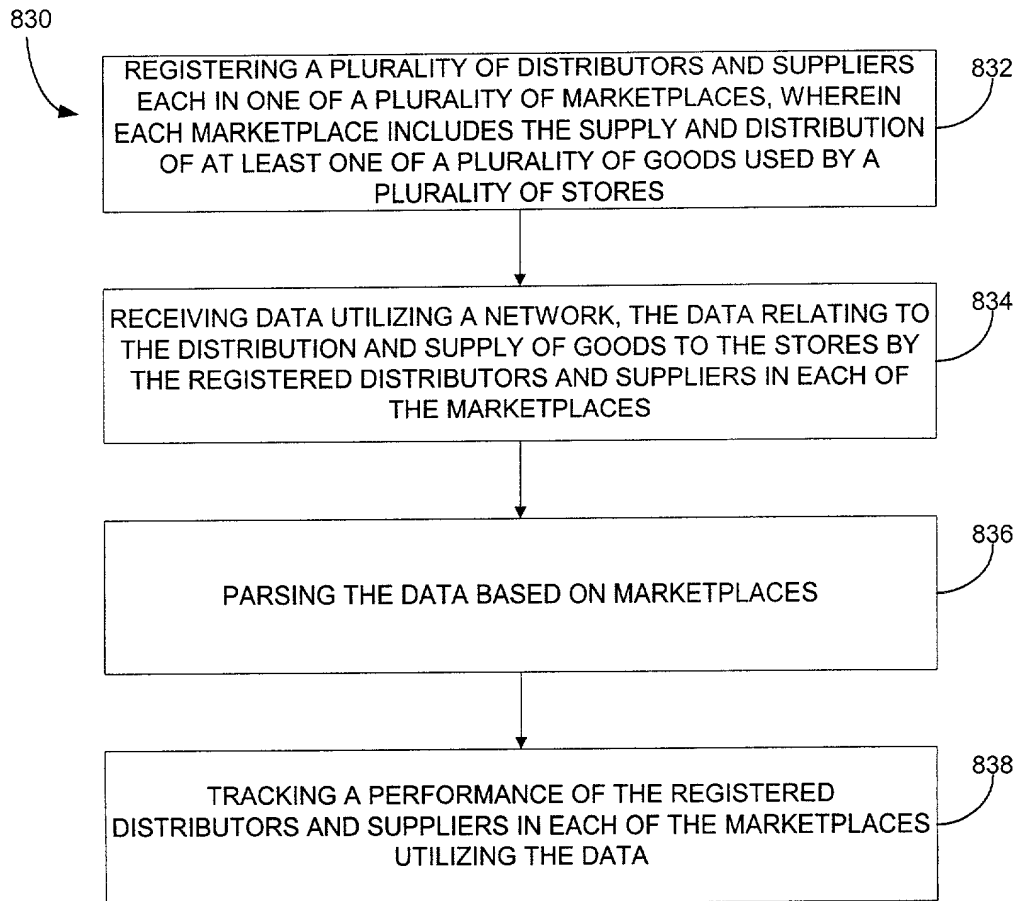 830
REGISTERING A PLURALITY OF DISTRIBUTORS AND SUPPLIERS
EACH IN ONE OF A PLURALITY OF MARKETPLACES, WHEREIN
EACH MARKETPLACE INCLUDES THE SUPPLY AND DISTRIBUTION
OF AT LEAST ONE OF A PLURALITY OF GOODS USED BY A
PLURALITY OF STORES
832
RECEIVING DATA UTILIZING A NETWORK, THE DATA RELATING TO
THE DISTRIBUTION AND SUPPLY OF GOODS TO THE STORES BY
THE REGISTERED DISTRIBUTORS AND SUPPLIERS IN EACH OF
THE MARKETPLACES
834
PARSING THE DATA BASED ON MARKETPLACES
836
TRACKING A PERFORMANCE OF THE REGISTERED
DISTRIBUTORS AND SUPPLIERS IN EACH OF THE MARKETPLACES
UTILIZING THE DATA
838